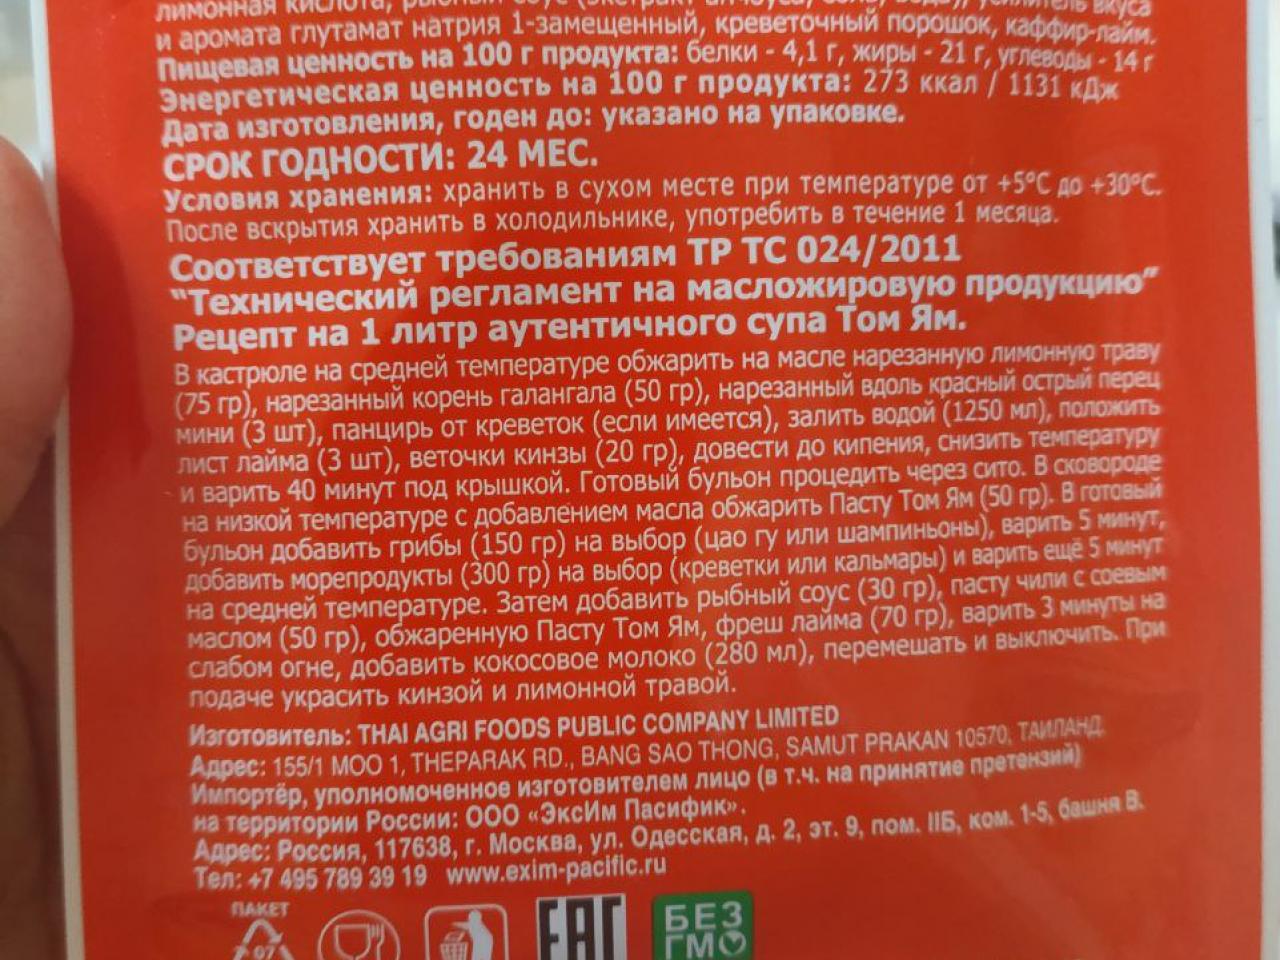 лимонная кислота, рыбный соус (экстракт анчоуса, соль, вода), усилитель вкуса
и аромата глутамат натрия 1-замещенный, креветочный порошок, каффир-лайм.
Пищевая ценность на 100 г продукта: белки - 4,1 г, жиры - 21 г, углеводы - 14 г
Энергетическая ценность на 100 г продукта: 273 ккал / 1131 кДж
Дата изготовления, годен до: указано на упаковке.
СРОК ГОДНОСТИ: 24 МЕС.
Условия хранения: хранить в сухом месте при температуре от +5°С до +30°С.
После вскрытия хранить в холодильнике, употребить в течение 1 месяца.
Соответствует требованиям ТР ТС 024/2011
"Технический регламент на масложировую продукцию"
Рецепт на 1 литр аутентичного супа Том Ям.
В кастрюле на средней температуре обжарить на масле нарезанную лимонную траву
(75 гр), нарезанный корень галангала (50 гр), нарезанный вдоль красный острый перец
мини (3 шт), панцирь от креветок (если имеется), залить водой (1250 мл), положить
лист лайма (3 шт), веточки кинзы (20 гр), довести до кипения, снизить температуру
и варить 40 минут под крышкой. Готовый бульон процедить через сито. В сковороде
на низкой температуре с добавлением масла обжарить Пасту Том Ям (50 гр). В готовый
бульон добавить грибы (150 гр) на выбор (цао гу или шампиньоны), варить 5 минут,
добавить морепродукты (300 гр) на выбор (креветки или кальмары) и варить ещё 5 минут
на средней температуре. Затем добавить рыбный соус (30 гр), пасту чили с соевым
маслом (50 гр), обжаренную Пасту Том Ям, фреш лайма (70 гр), варить 3 минуты на
слабом огне, добавить кокосовое молоко (280 мл), перемешать и выключить. При
подаче украсить кинзой и лимонной травой.
Изготовитель: THAI AGRI FOODS PUBLIC COMPANY LIMITED
Адрес: 155/1 MOO 1, THEPARAK RD., BANG SAO THONG, SAMUT PRAKAN 10570, ТАИЛАНД
Импортёр, уполномоченное изготовителем лицо (в т.ч. на принятие претензий)
на территории России: ООО «ЭксИм Пасифик».
Адрес: Россия, 117638, г. Москва, ул. Одесская, д. 2, эт. 9, пом. IIБ, ком. 1-5, башня В.
Тел: +7 495 789 39 19 www.exim-pacific.ru
ПАКЕТ
07
EAC
БЕЗ
ГМО